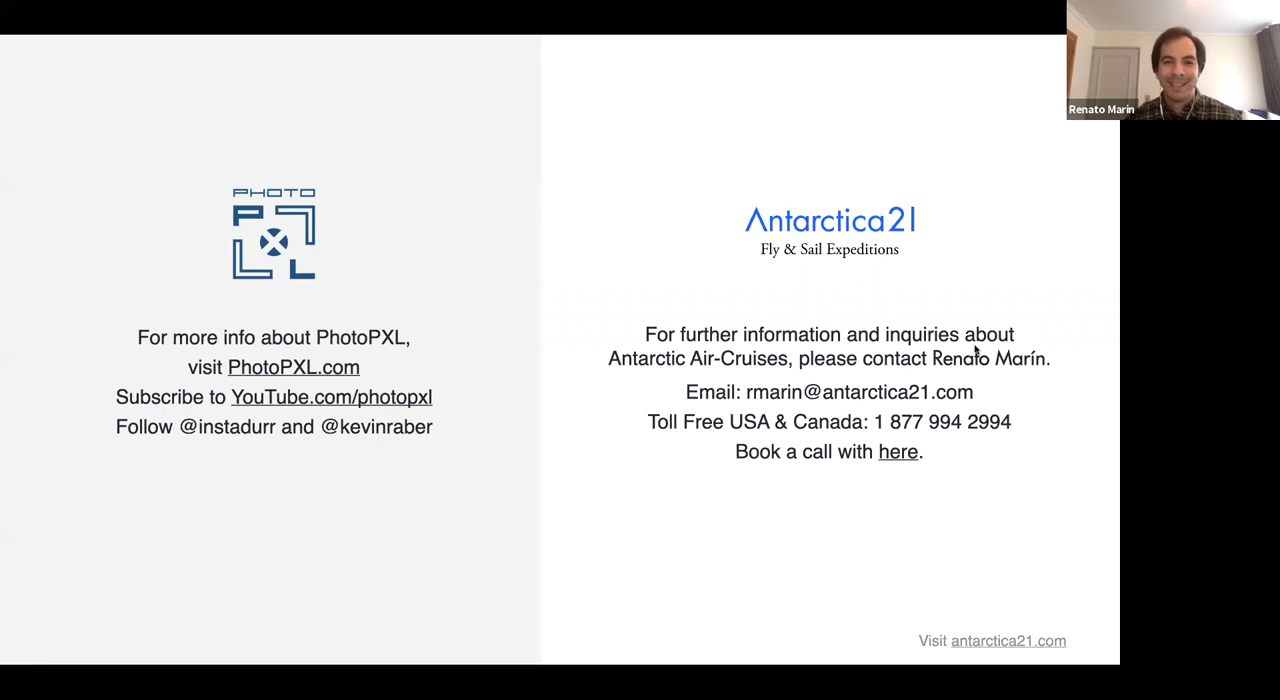 PHOTO
P X L
For more info about PhotoPXL,
visit PhotoPXL.com
Subscribe to YouTube.com/photopxl
Follow @instadurr and @kevinraber
Antarctica21
Fly & Sail Expeditions
For further information and inquiries about
Antarctic Air-Cruises, please contact Renato Marín.
Email: rmarin@antarctica21.com
Toll Free USA & Canada: 1 877 994 2994
Book a call with here.
Visit antarctica21.com
Renato Marin